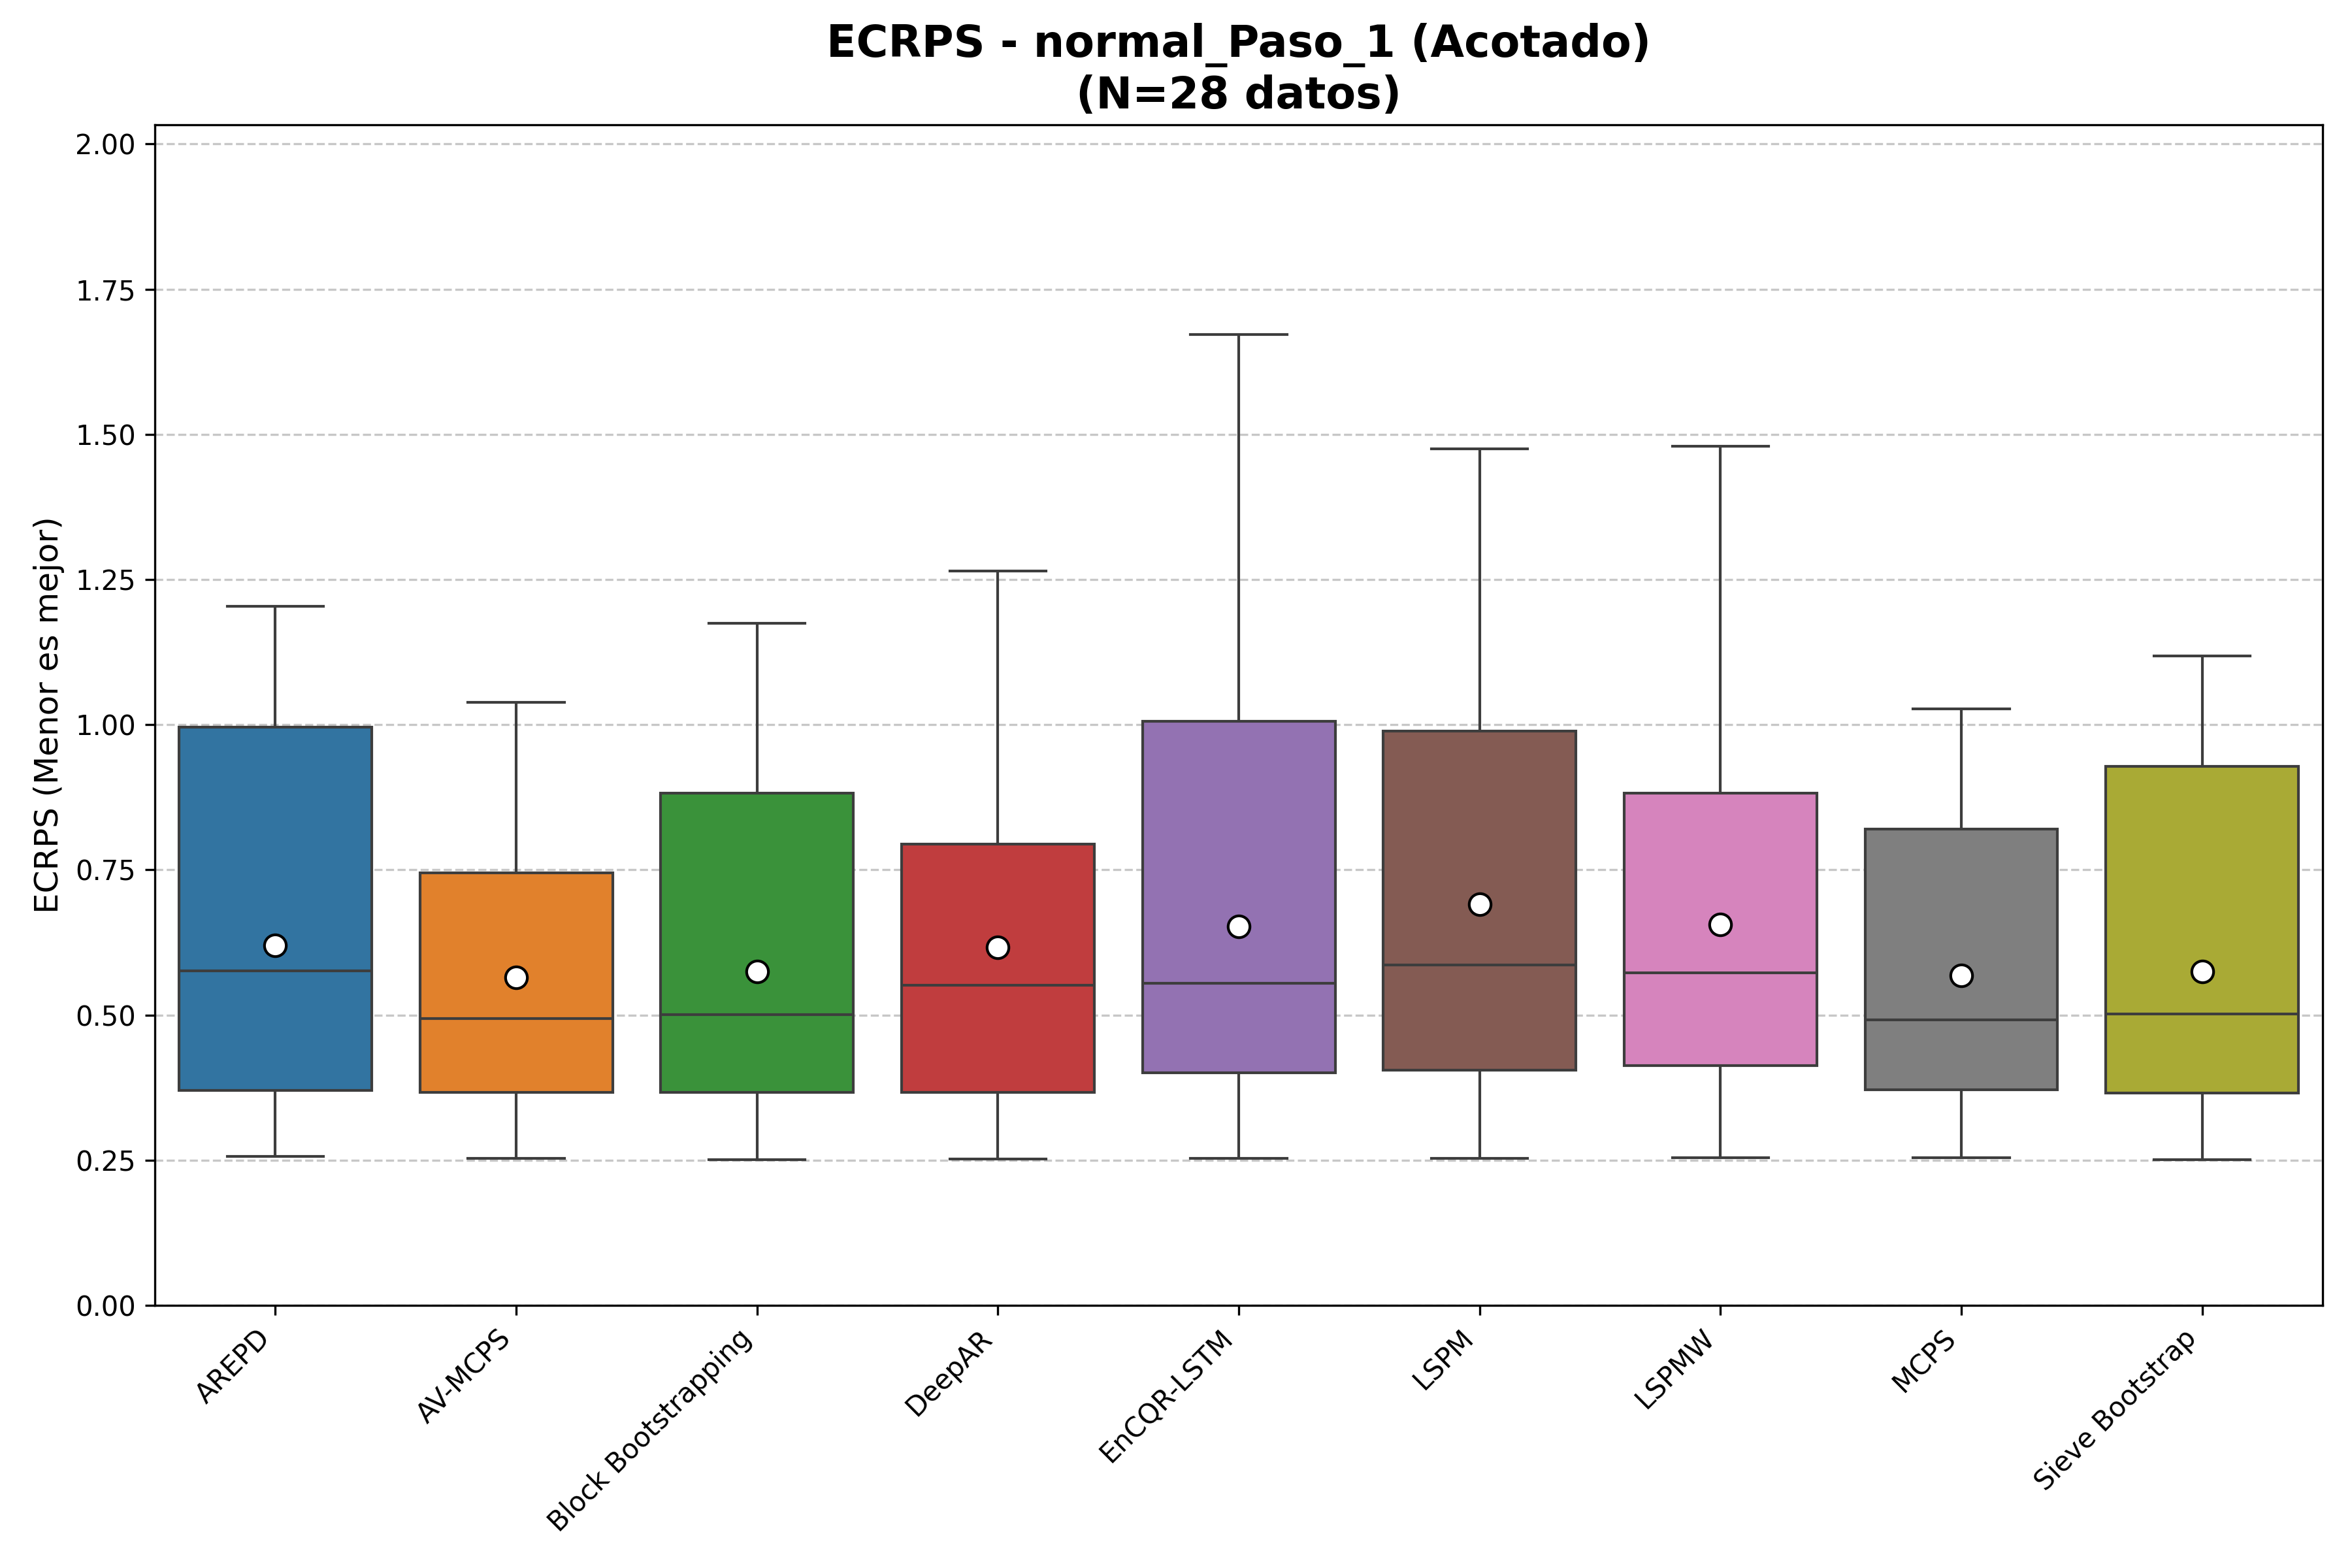 ECRPS - normal_Paso_1 (Acotado)
(N=28 datos)
ECRPS (Menor es mejor)
2.00
1.75
1.50
1.25
1.00
0.75
0.50
0.25
0.00
AREPD
AV-MCPS
Block Bootstrapping
DeepAR
EnCQR-LSTM
LSPM
LSPMW
MCPS
Sieve Bootstrap